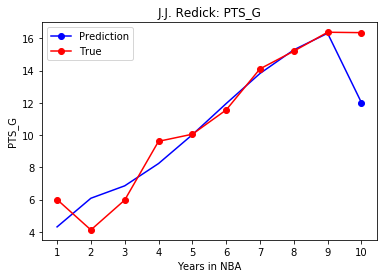 J.J. Redick: PTS_G
Prediction
True
PTS_G
16
14
12
10
8
6
4
1 2 3 4 5 6 7 8 9 10
Years in NBA